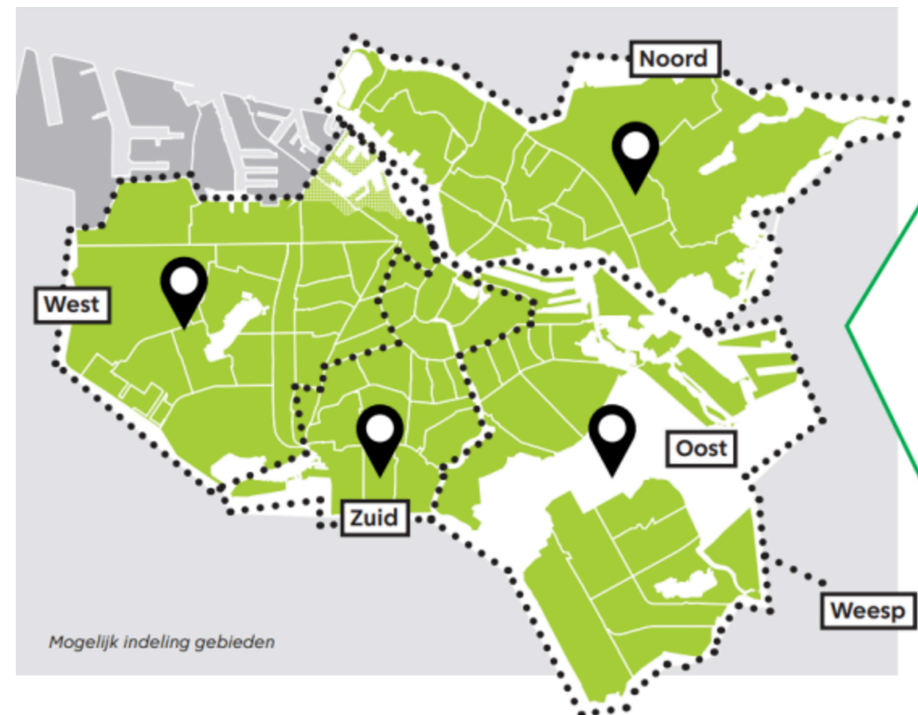 Noord
West
Oost
Zuid
Weesp
Mogelijk indeling gebieden